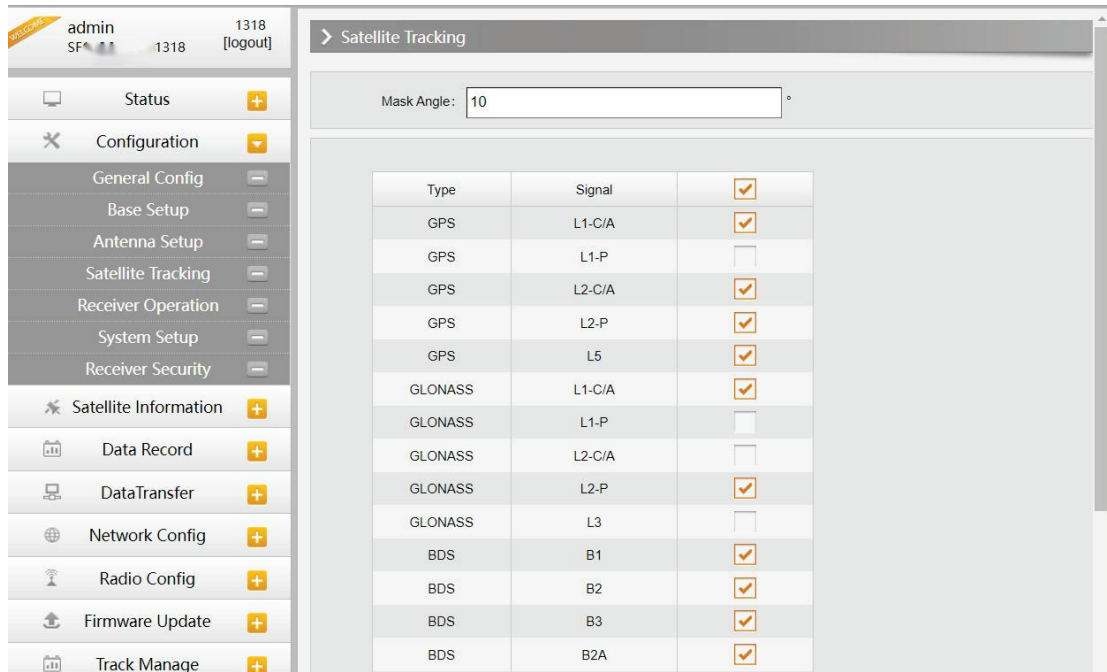 WELCOME
admin 1318
1318 [logout]
Status
Configuration
General Config
Base Setup
Antenna Setup
Satellite Tracking
Receiver Operation
System Setup
Receiver Security
Satellite Information
Data Record
DataTransfer
Network Config
Radio Config
Firmware Update
Track Manage
Satellite Tracking
Mask Angle: 10 °
Type Signal
GPS L1-C/A
GPS L1-P
GPS L2-C/A
GPS L2-P
GPS L5
GLONASS L1-C/A
GLONASS L1-P
GLONASS L2-C/A
GLONASS L2-P
GLONASS L3
BDS B1
BDS B2
BDS B3
BDS B2A